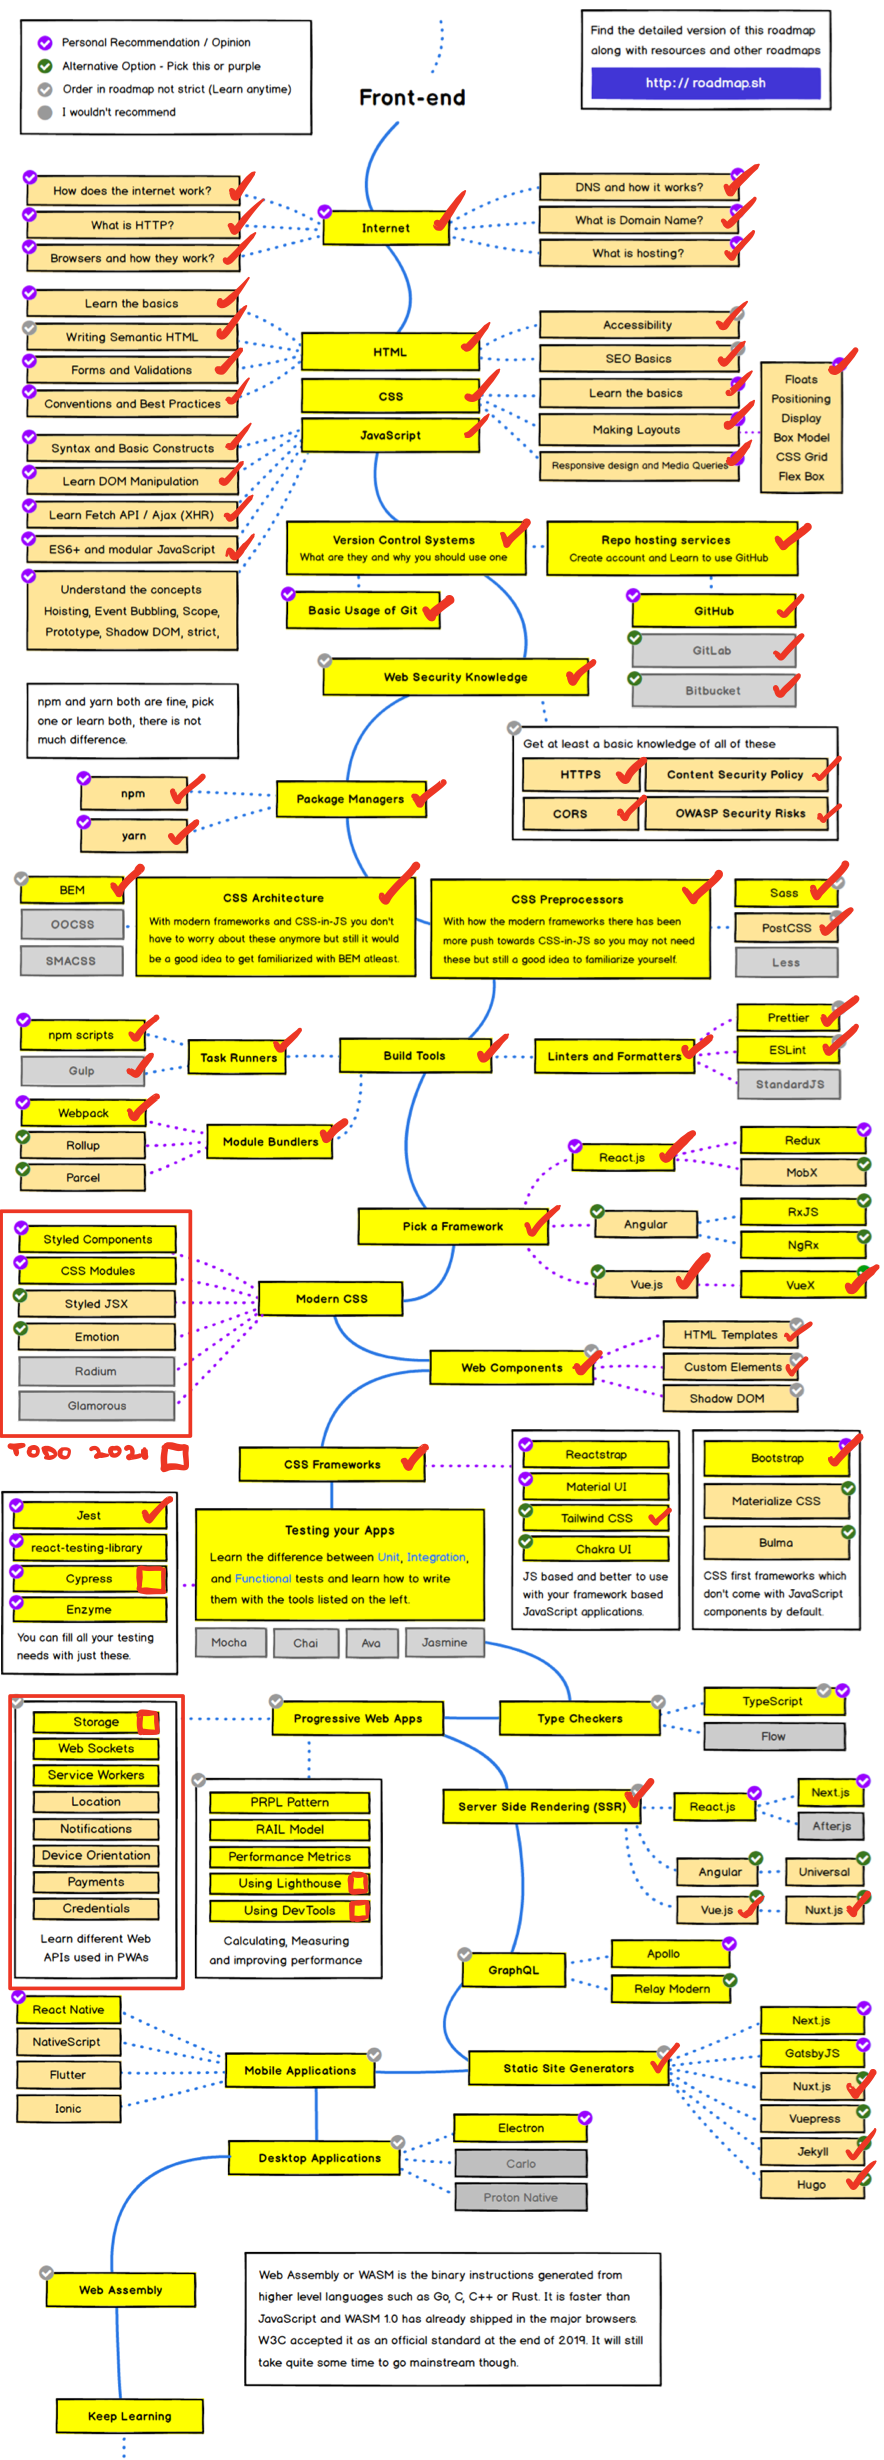 Personal Recommendation / Opinion
Alternative Option - Pick this or purple
Order in roadmap not strict (Learn anytime)
I wouldn't recommend
Find the detailed version of this roadmap
along with resources and other roadmaps
http:// roadmap.sh
Front-end
How does the internet work?
What is HTTP?
Browsers and how they work?
Internet
DNS and how it works?
What is Domain Name?
What is hosting?
Learn the basics
Writing Semantic HTML
Forms and Validations
Conventions and Best Practices
HTML
CSS
JavaScript
Accessibility
SEO Basics
Learn the basics
Making Layouts
Responsive design and Media Queries
Floats
Positioning
Display
Box Model
CSS Grid
Flex Box
Syntax and Basic Constructs
Learn DOM Manipulation
Learn Fetch API / Ajax (XHR)
ES6+ and modular JavaScript
Understand the concepts
Hoisting, Event Bubbling, Scope,
Prototype, Shadow DOM, strict,
Version Control Systems
What are they and why you should use one
Repo hosting services
Create account and Learn to use GitHub
Basic Usage of Git
GitHub
GitLab
Bitbucket
Web Security Knowledge
npm and yarn both are fine, pick
one or learn both, there is not
much difference.
Get at least a basic knowledge of all of these
HTTPS
Content Security Policy
CORS
OWASP Security Risks
npm
yarn
Package Managers
BEM
OOCSS
SMACSS
CSS Architecture
With modern frameworks and CSS-in-JS you don't
have to worry about these anymore but still it would
be a good idea to get familiarized with BEM atleast.
CSS Preprocessors
With how the modern frameworks there has been
more push towards CSS-in-JS so you may not need
these but still a good idea to familiarize yourself.
Sass
PostCSS
Less
npm scripts
Gulp
Task Runners
Build Tools
Linters and Formatters
Prettier
ESLint
StandardJS
Webpack
Rollup
Parcel
Module Bundlers
React.js
Redux
MobX
Pick a Framework
Angular
RxJS
NgRx
Vue.js
VueX
Styled Components
CSS Modules
Styled JSX
Emotion
Radium
Glamorous
Modern CSS
TODO 2021
Web Components
HTML Templates
Custom Elements
Shadow DOM
CSS Frameworks
Reactstrap
Material UI
Tailwind CSS
Chakra UI
JS based and better to use
with your framework based
JavaScript applications.
Bootstrap
Materialize CSS
Bulma
CSS first frameworks which
don't come with JavaScript
components by default.
Jest
react-testing-library
Cypress
Enzyme
You can fill all your testing
needs with just these.
Testing your Apps
Learn the difference between Unit, Integration,
and Functional tests and learn how to write
them with the tools listed on the left.
Mocha
Chai
Ava
Jasmine
Storage
Web Sockets
Service Workers
Location
Notifications
Device Orientation
Payments
Credentials
Learn different Web
APIs used in PWAs
Progressive Web Apps
Type Checkers
TypeScript
Flow
PRPL Pattern
RAIL Model
Performance Metrics
Using Lighthouse
Using DevTools
Calculating, Measuring
and improving performance
Server Side Rendering (SSR)
React.js
Next.js
After.js
Angular
Universal
Vue.js
Nuxt.js
GraphQL
Apollo
Relay Modern
React Native
NativeScript
Flutter
Ionic
Mobile Applications
Static Site Generators
Next.js
GatsbyJS
Nuxt.js
Vuepress
Jekyll
Hugo
Desktop Applications
Electron
Carlo
Proton Native
Web Assembly
Web Assembly or WASM is the binary instructions generated from
higher level languages such as Go, C, C++ or Rust. It is faster than
JavaScript and WASM 1.0 has already shipped in the major browsers.
W3C accepted it as an official standard at the end of 2019. It will still
take quite some time to go mainstream though.
Keep Learning